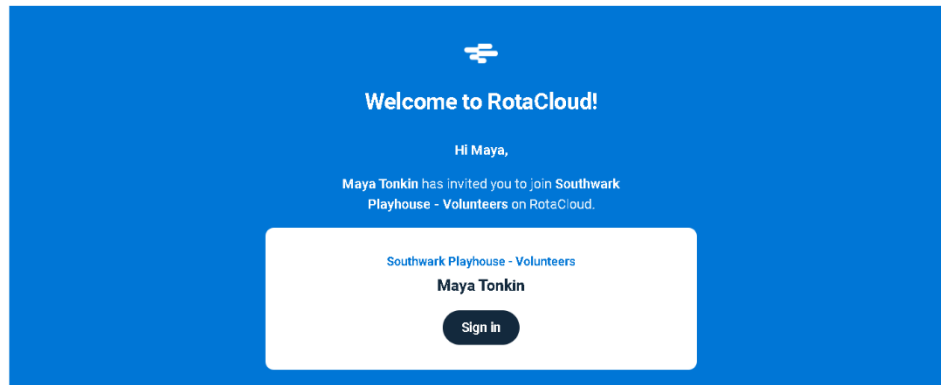 Welcome to RotaCloud!
Hi Maya,
Maya Tonkin has invited you to join Southwark
Playhouse - Volunteers on RotaCloud.
Southwark Playhouse - Volunteers
Maya Tonkin
Sign in